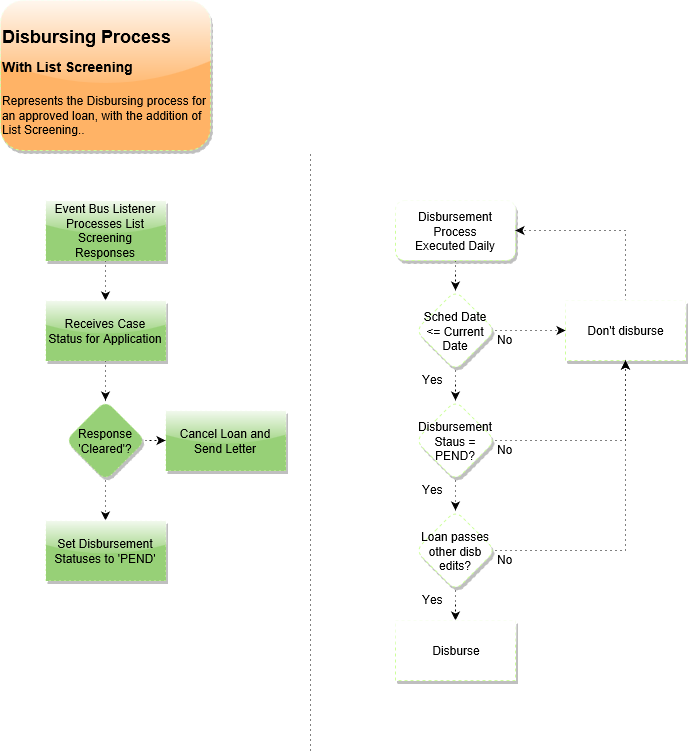 Disbursing Process
With List Screening
Represents the Disbursing process for
an approved loan, with the addition of
List Screening..
Event Bus Listener
Processes List
Screening
Responses
Receives Case
Status for Application
Response
'Cleared'?
Cancel Loan and
Send Letter
Set Disbursement
Statuses to 'PEND'
Disbursement
Process
Executed Daily
Sched Date
<= Current
Date
No
Don't disburse
Yes
Disbursement
Staus =
PEND?
No
Yes
Loan passes
other disb
edits?
No
Yes
Disburse